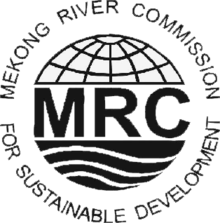 MEKONG RIVER COMMISSION
MRC
FOR SUSTAINABLE DEVELOPMENT